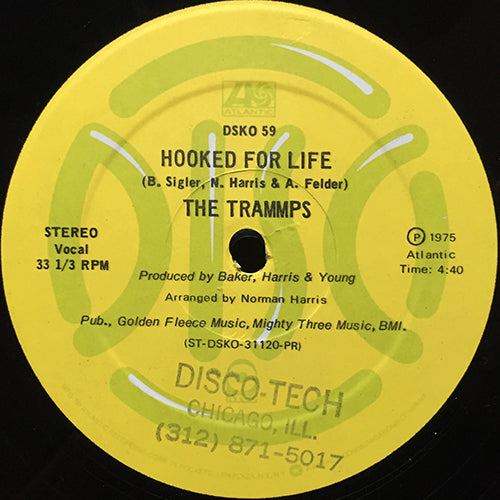 ATLANTIC
DSKO 59
HOOKED FOR LIFE
(B. Sigler, N. Harris & A. Felder)
THE TRAMMPS
STEREO
Vocal
33 1/3 RPM
Ⓟ 1975
Atlantic
Time: 4:40
Produced by Baker, Harris & Young
Arranged by Norman Harris
Pub., Golden Fleece Music, Mighty Three Music, BMI.
(ST-DSKO-31120-PR)
DISCO-TECH
CHICAGO, ILL.
(312) 871-5017